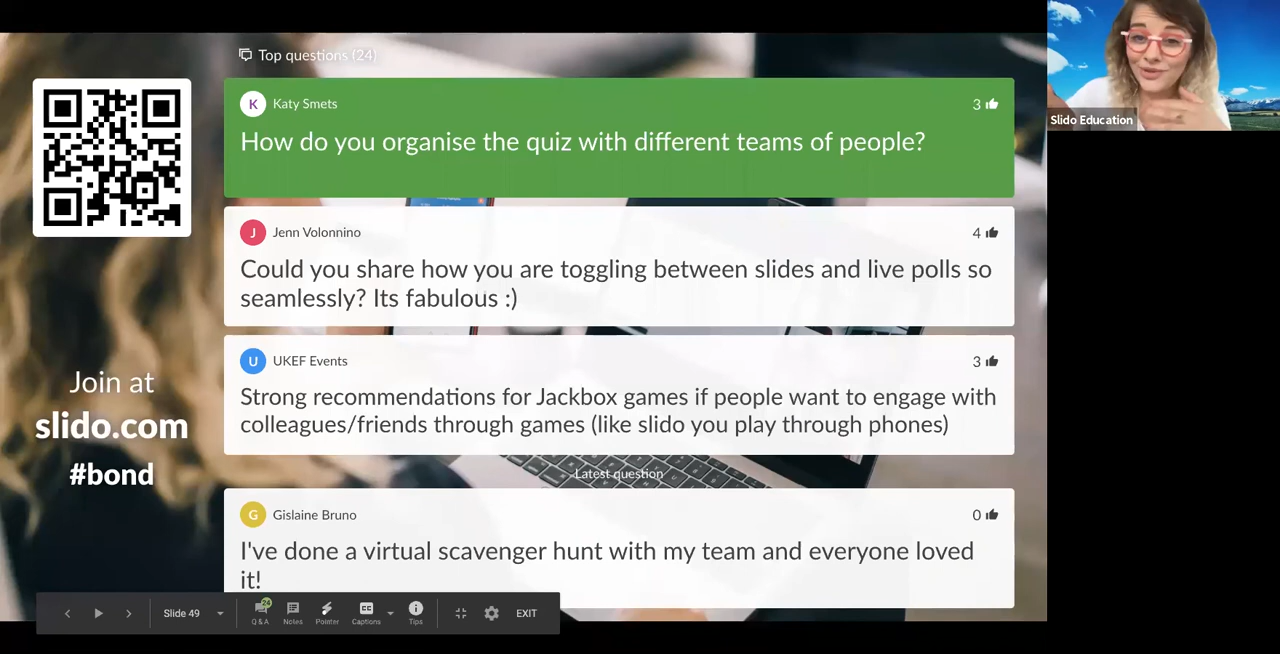 Top questions (24)
K Katy Smets 3
How do you organise the quiz with different teams of people?
J Jenn Volonnino 4
Could you share how you are toggling between slides and live polls so
seamlessly? Its fabulous :)
U UKEF Events 3
Strong recommendations for Jackbox games if people want to engage with
colleagues/friends through games (like slido you play through phones)
Latest question
G Gislaine Bruno 0
I've done a virtual scavenger hunt with my team and everyone loved
it!
Join at
slido.com
#bond
Slide 49
24
Q & A
Notes
Pointer
CC
Captions
Tips
EXIT
Slido Education